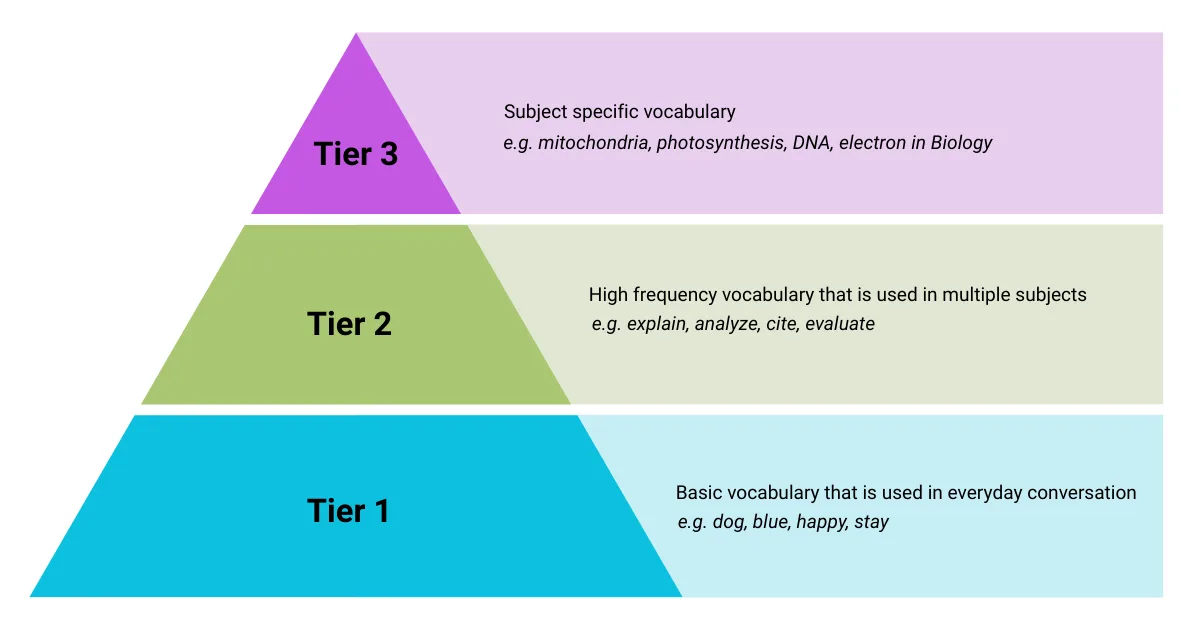 Subject specific vocabulary
e.g. mitochondria, photosynthesis, DNA, electron in Biology
Tier 3
High frequency vocabulary that is used in multiple subjects
e.g. explain, analyze, cite, evaluate
Tier 2
Basic vocabulary that is used in everyday conversation
e.g. dog, blue, happy, stay
Tier 1